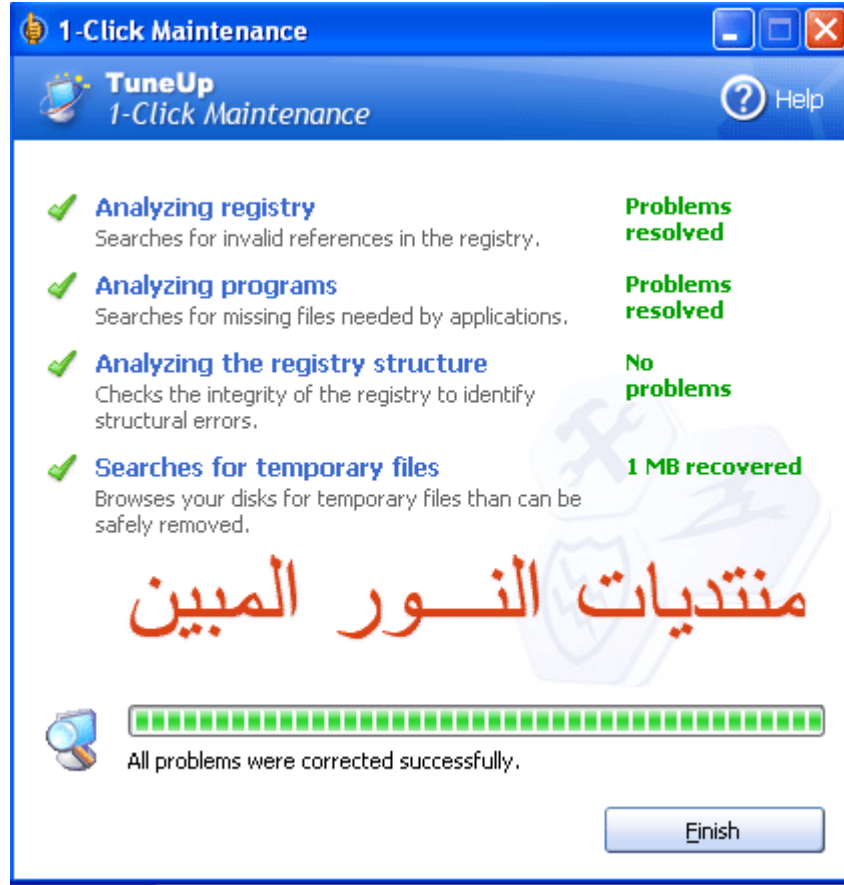 1-Click Maintenance
TuneUp
1-Click Maintenance
Help
Analyzing registry
Problems
resolved
Searches for invalid references in the registry.
Analyzing programs
Problems
resolved
Searches for missing files needed by applications.
Analyzing the registry structure
No
problems
Checks the integrity of the registry to identify
structural errors.
Searches for temporary files
1 MB recovered
Browses your disks for temporary files than can be
safely removed.
منتديات النـــور المبين
All problems were corrected successfully.
Finish